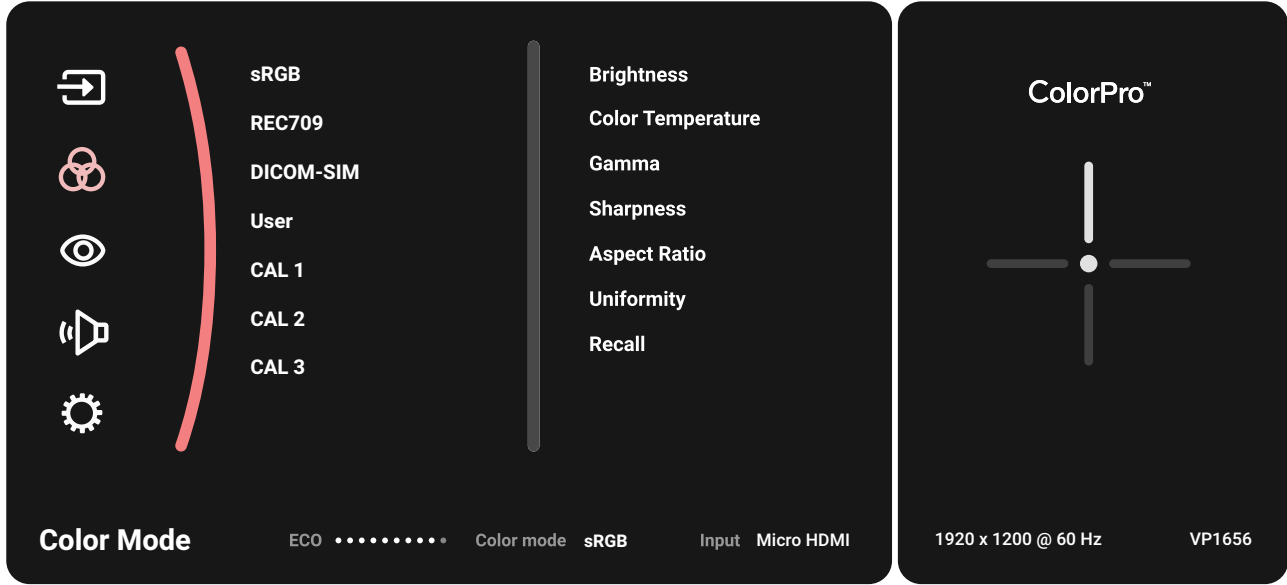 sRGB
REC709
DICOM-SIM
User
CAL 1
CAL 2
CAL 3
Brightness
Color Temperature
Gamma
Sharpness
Aspect Ratio
Uniformity
Recall
Color Mode
ECO
Color mode sRGB
Input Micro HDMI
ColorPro™
1920 x 1200 @ 60 Hz
VP1656